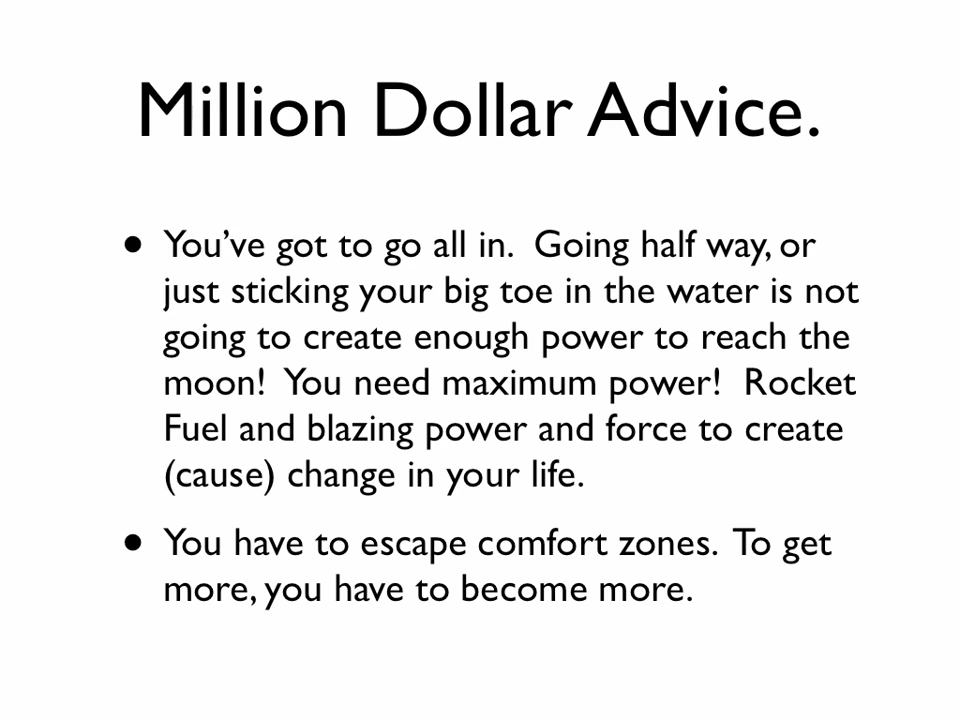 Million Dollar Advice.
• You’ve got to go all in.  Going half way, or
just sticking your big toe in the water is not
going to create enough power to reach the
moon!  You need maximum power!  Rocket
Fuel and blazing power and force to create
(cause) change in your life.
• You have to escape comfort zones.  To get
more, you have to become more.